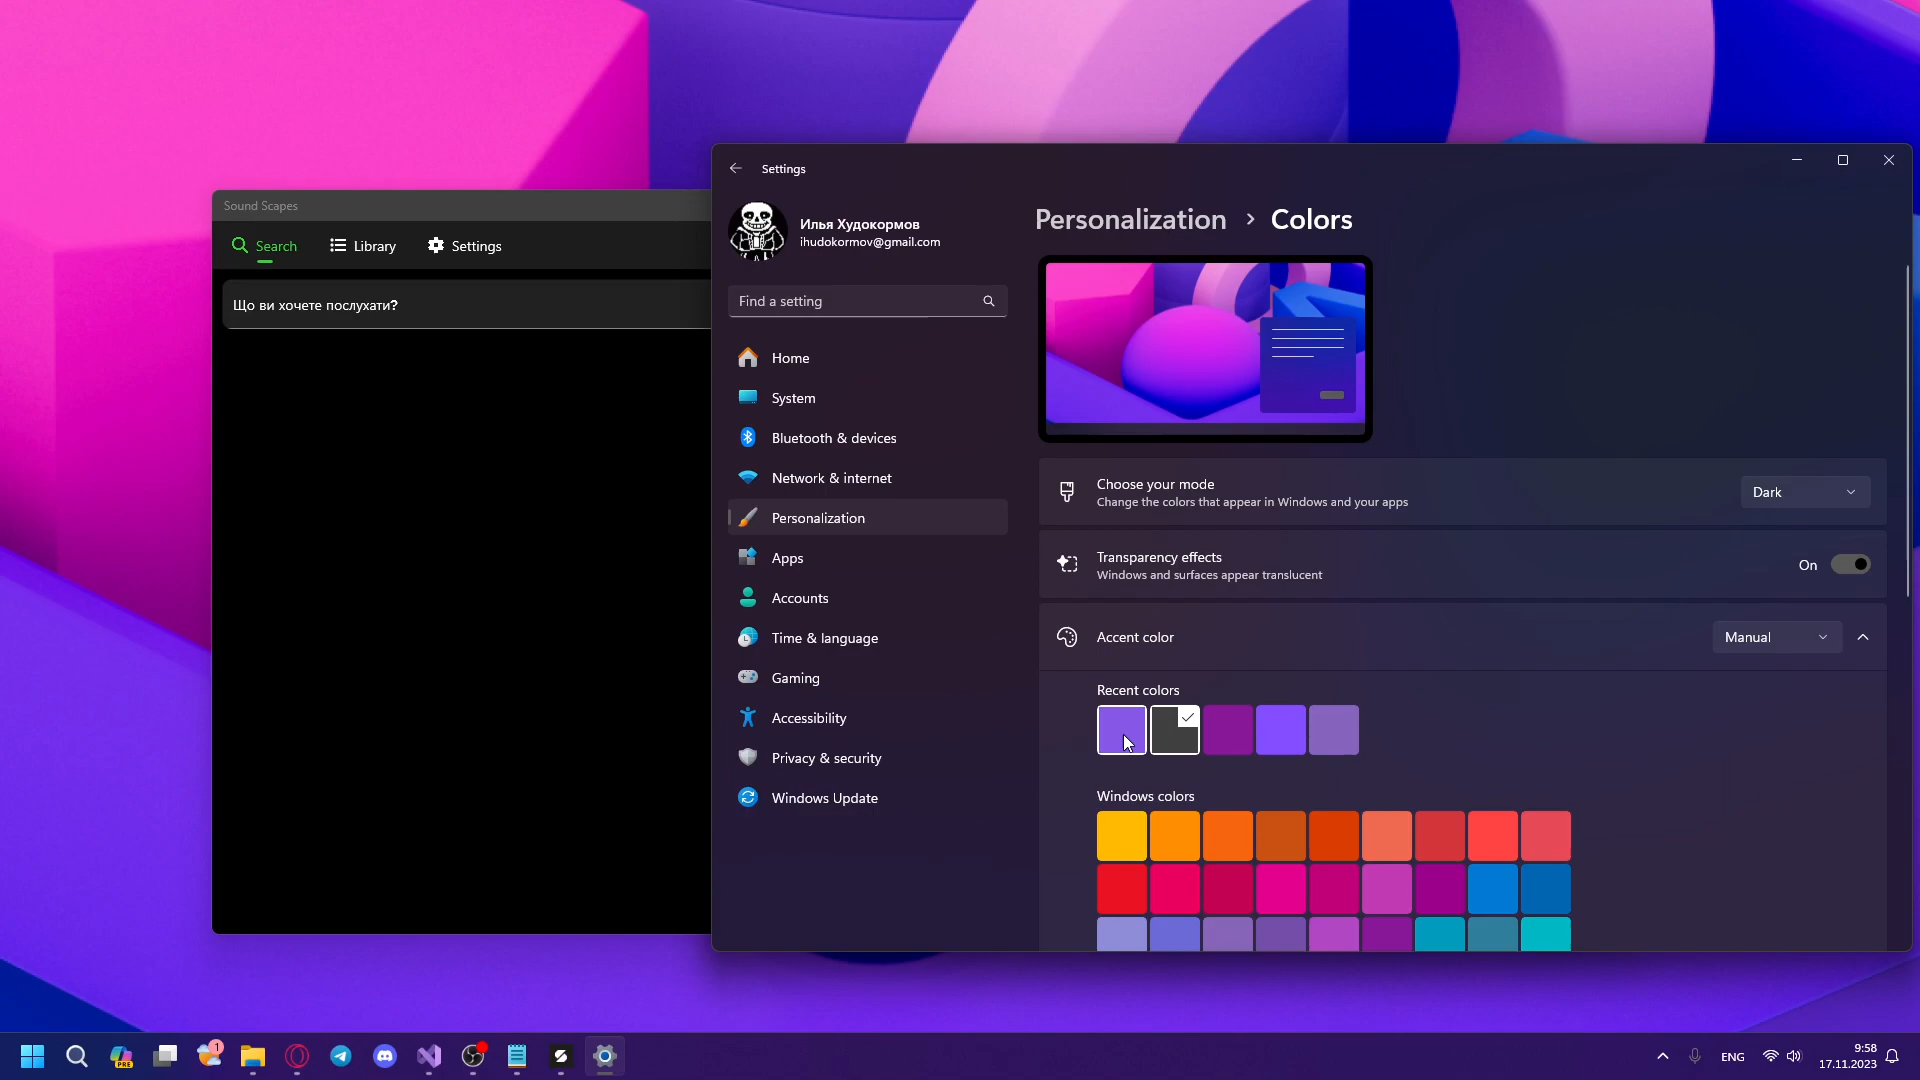 Sound Scapes
Search
Library
Settings
Що ви хочете послухати?
Settings
Илья Худокормов
ihudokormov@gmail.com
Find a setting
Home
System
Bluetooth & devices
Network & internet
Personalization
Apps
Accounts
Time & language
Gaming
Accessibility
Privacy & security
Windows Update
Personalization > Colors
Choose your mode
Change the colors that appear in Windows and your apps
Dark
Transparency effects
Windows and surfaces appear translucent
On
Accent color
Manual
Recent colors
Windows colors
1
PRE
ENG
9:58
17.11.2023